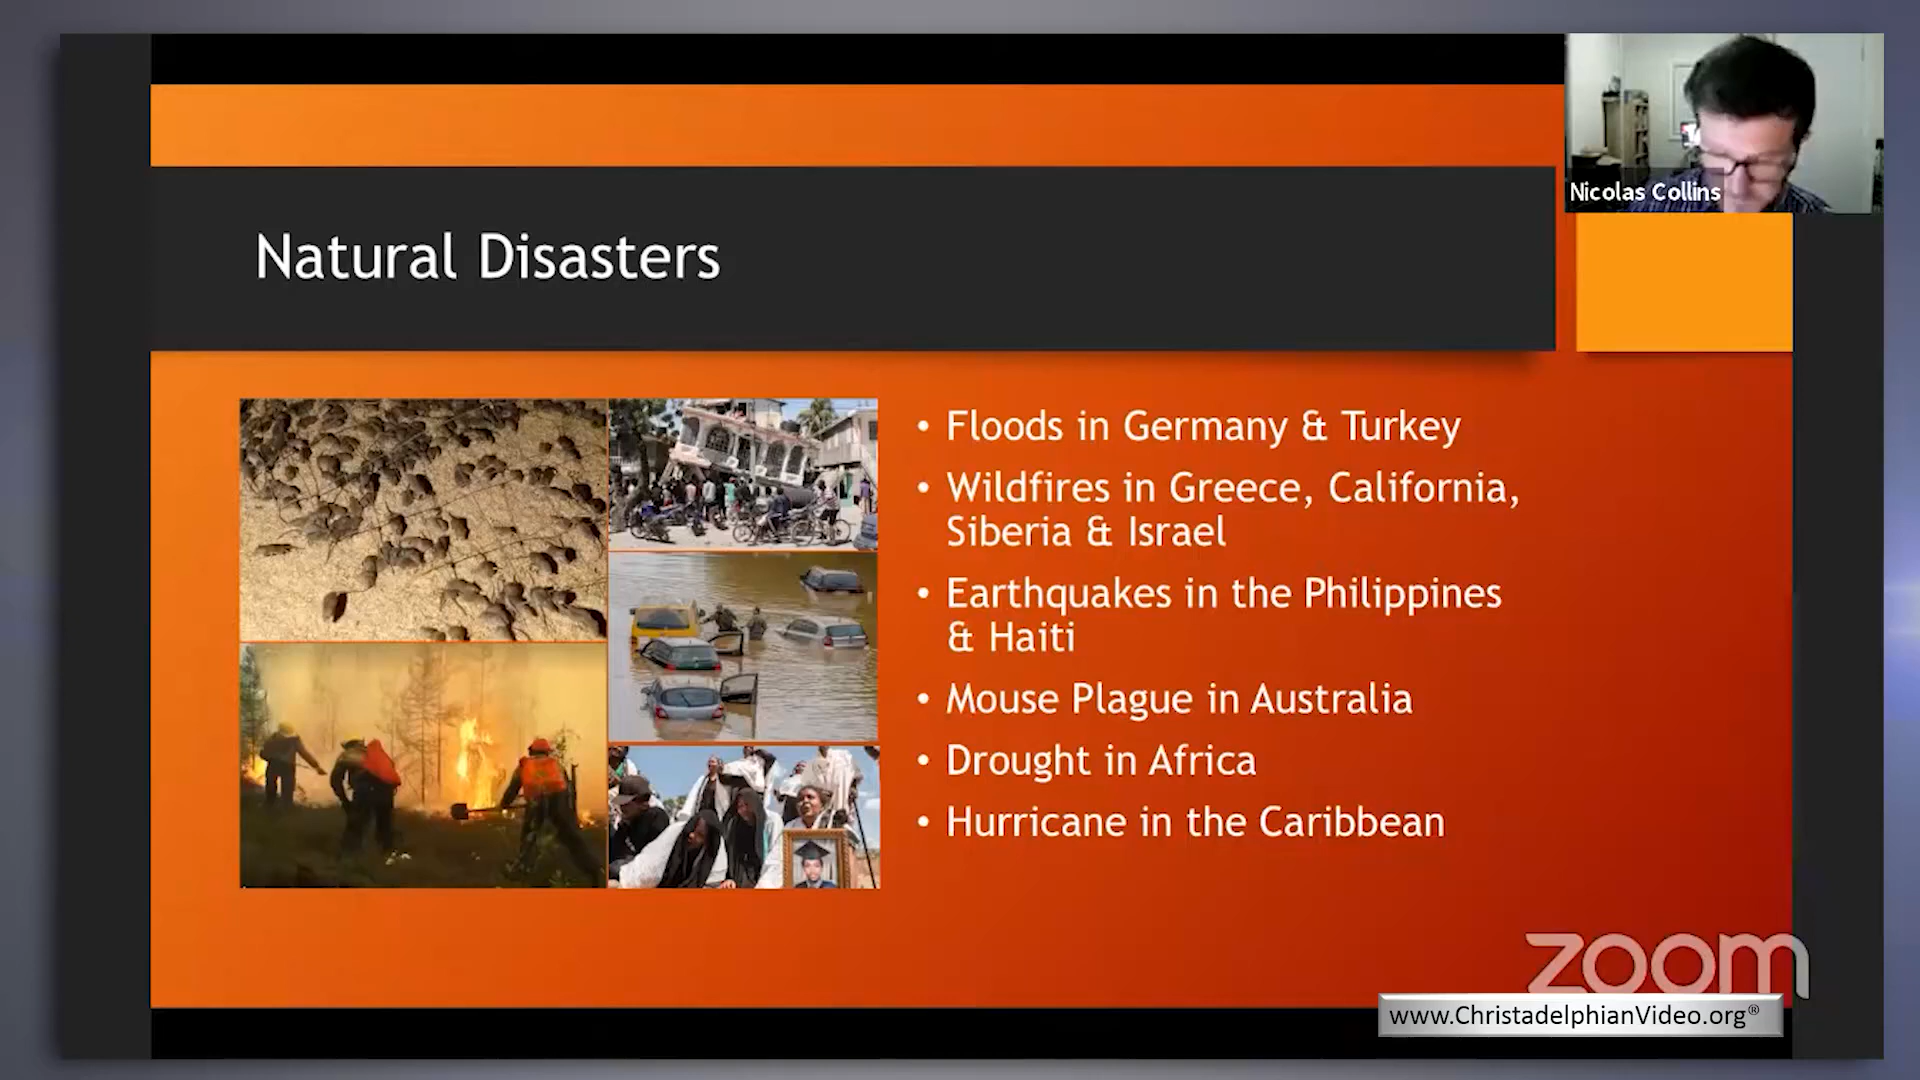 Nicolas Collins
Natural Disasters
• Floods in Germany & Turkey
• Wildfires in Greece, California,
Siberia & Israel
• Earthquakes in the Philippines
& Haiti
• Mouse Plague in Australia
• Drought in Africa
• Hurricane in the Caribbean
zoom
www.ChristadelphianVideo.org®